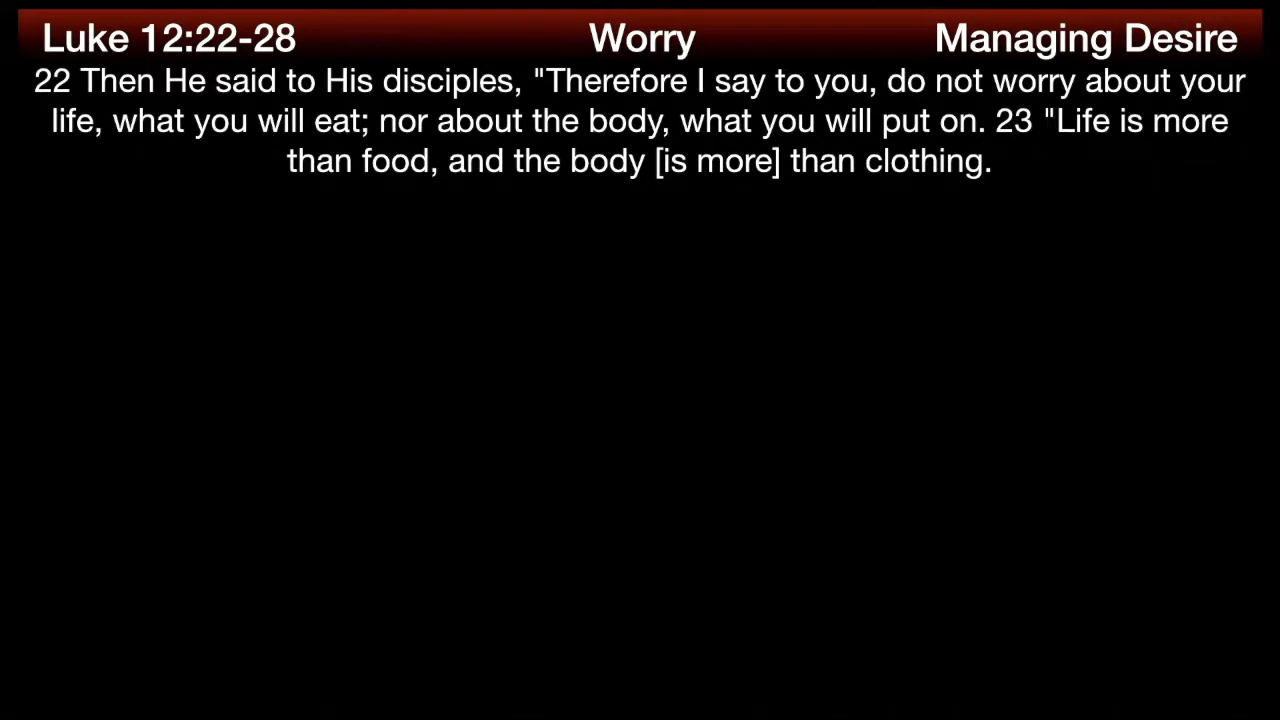 Luke 12:22-28 Worry Managing Desire
22 Then He said to His disciples, "Therefore I say to you, do not worry about your
life, what you will eat; nor about the body, what you will put on. 23 "Life is more
than food, and the body [is more] than clothing.